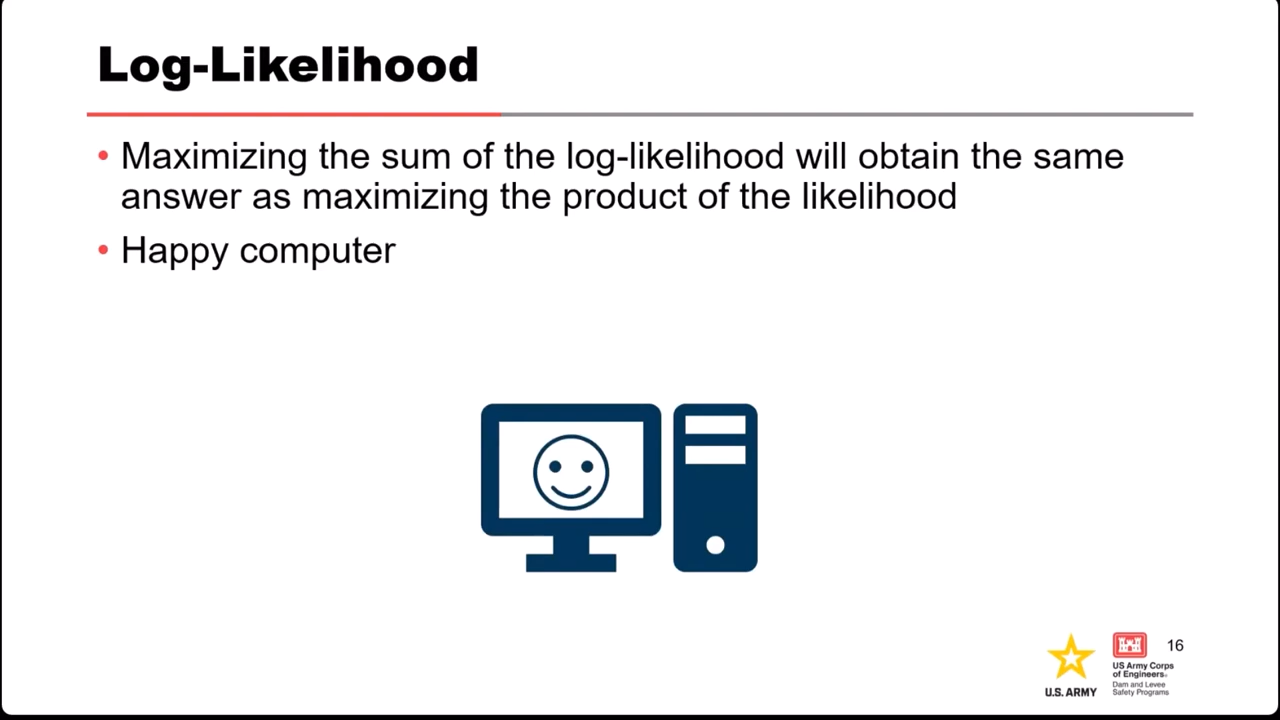 Log-Likelihood
• Maximizing the sum of the log-likelihood will obtain the same
answer as maximizing the product of the likelihood
• Happy computer
16
U.S. ARMY
US Army Corps
of Engineers®
Dam and Levee
Safety Programs